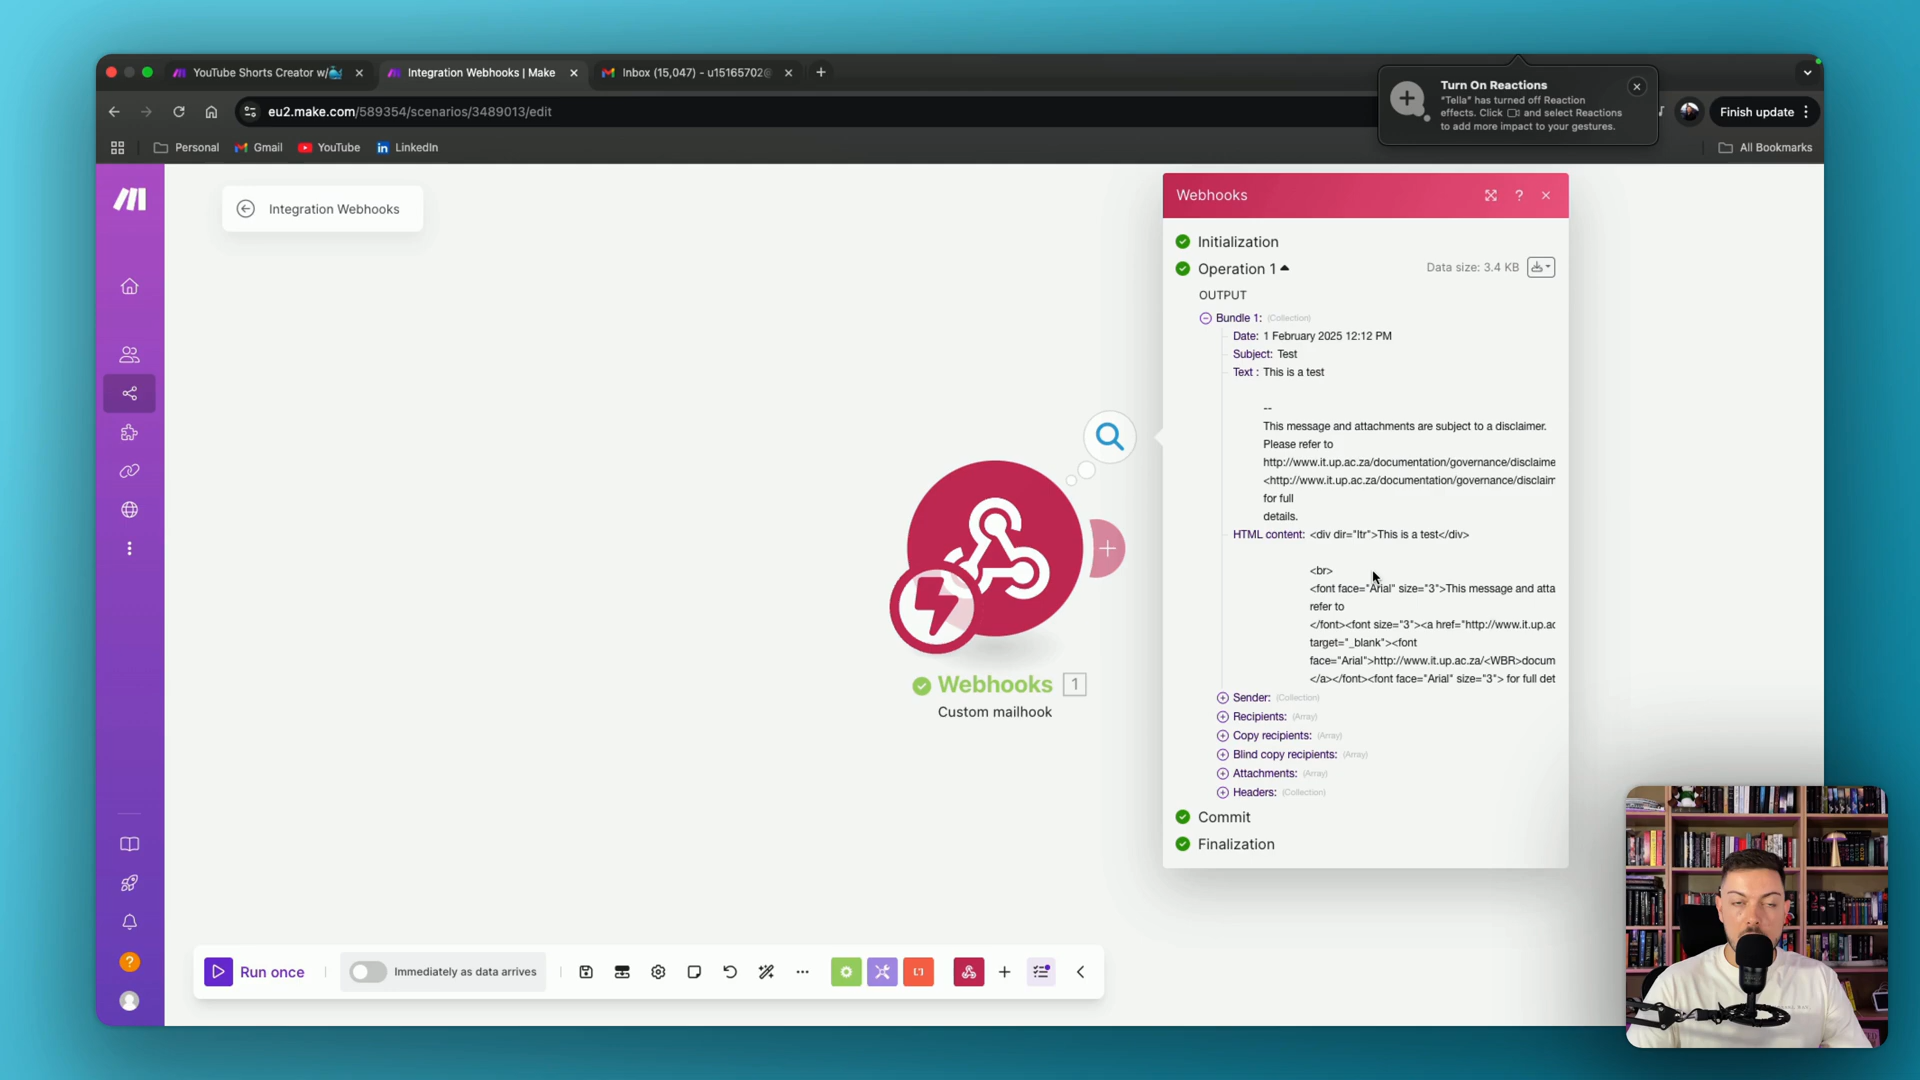 YouTube Shorts Creator w/
Integration Webhooks | Make
Inbox (15,047) - u15165702@
eu2.make.com/589354/scenarios/3489013/edit
Finish update
Turn On Reactions
"Tella" has turned off Reaction
effects. Click and select Reactions
to add more impact to your gestures.
Personal
Gmail
YouTube
LinkedIn
All Bookmarks
Integration Webhooks
Webhooks
Initialization
Operation 1
Data size: 3.4 KB
OUTPUT
Bundle 1: (Collection)
Date: 1 February 2025 12:12 PM
Subject: Test
Text : This is a test
--
This message and attachments are subject to a disclaimer.
Please refer to
http://www.it.up.ac.za/documentation/governance/disclaime
<http://www.it.up.ac.za/documentation/governance/disclaim
for full
details.
HTML content: <div dir="ltr">This is a test</div>
<br>
<font face="Arial" size="3">This message and atta
refer to
</font><font size="3"><a href="http://www.it.up.ac
target="_blank"><font
face="Arial">http://www.it.up.ac.za/<WBR>docum
</a></font><font face="Arial" size="3"> for full det
Sender: (Collection)
Recipients: (Array)
Copy recipients: (Array)
Blind copy recipients: (Array)
Attachments: (Array)
Headers: (Collection)
Commit
Finalization
Webhooks 1
Custom mailhook
Run once
Immediately as data arrives